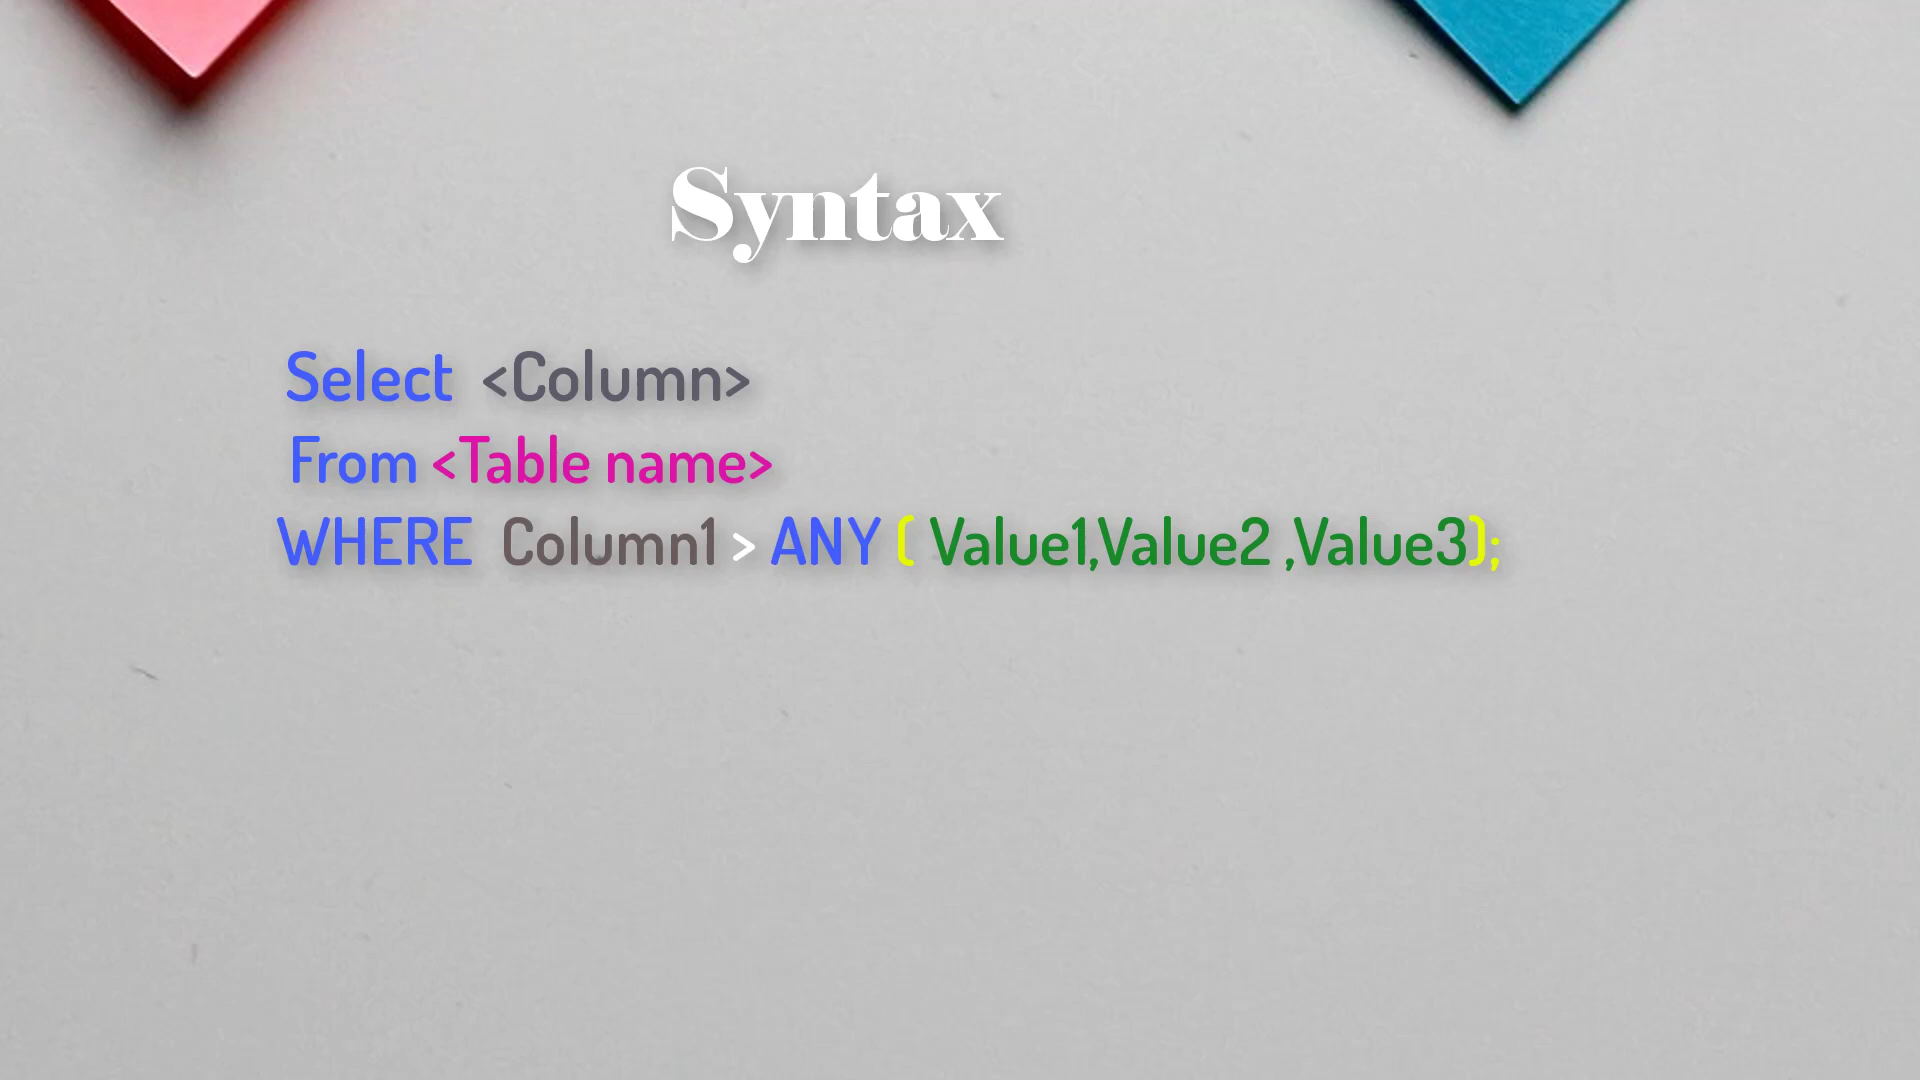 Syntax
Select <Column>
From <Table name>
WHERE Column1 > ANY ( Value1,Value2 ,Value3);